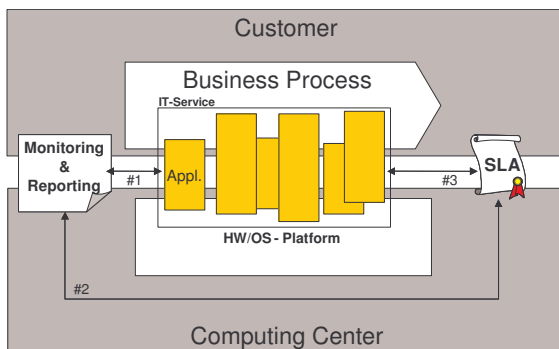 Customer
Business Process
IT-Service
Monitoring
&
Reporting
Appl.
SLA
#1
#3
HW/OS - Platform
#2
Computing Center